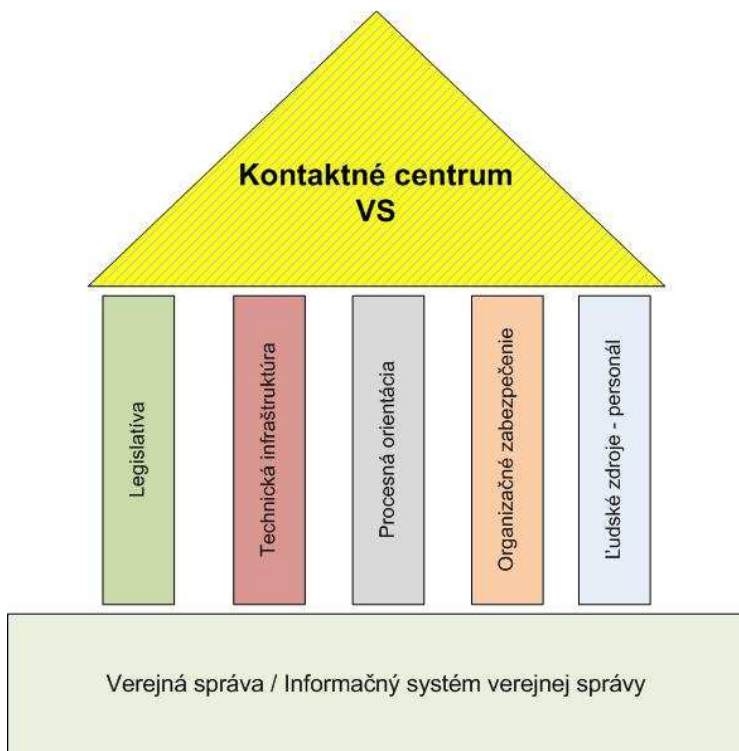 Kontaktné centrum
VS
Legislatíva
Technická infraštruktúra
Procesná orientácia
Organizačné zabezpečenie
Ľudské zdroje - personál
Verejná správa / Informačný systém verejnej správy